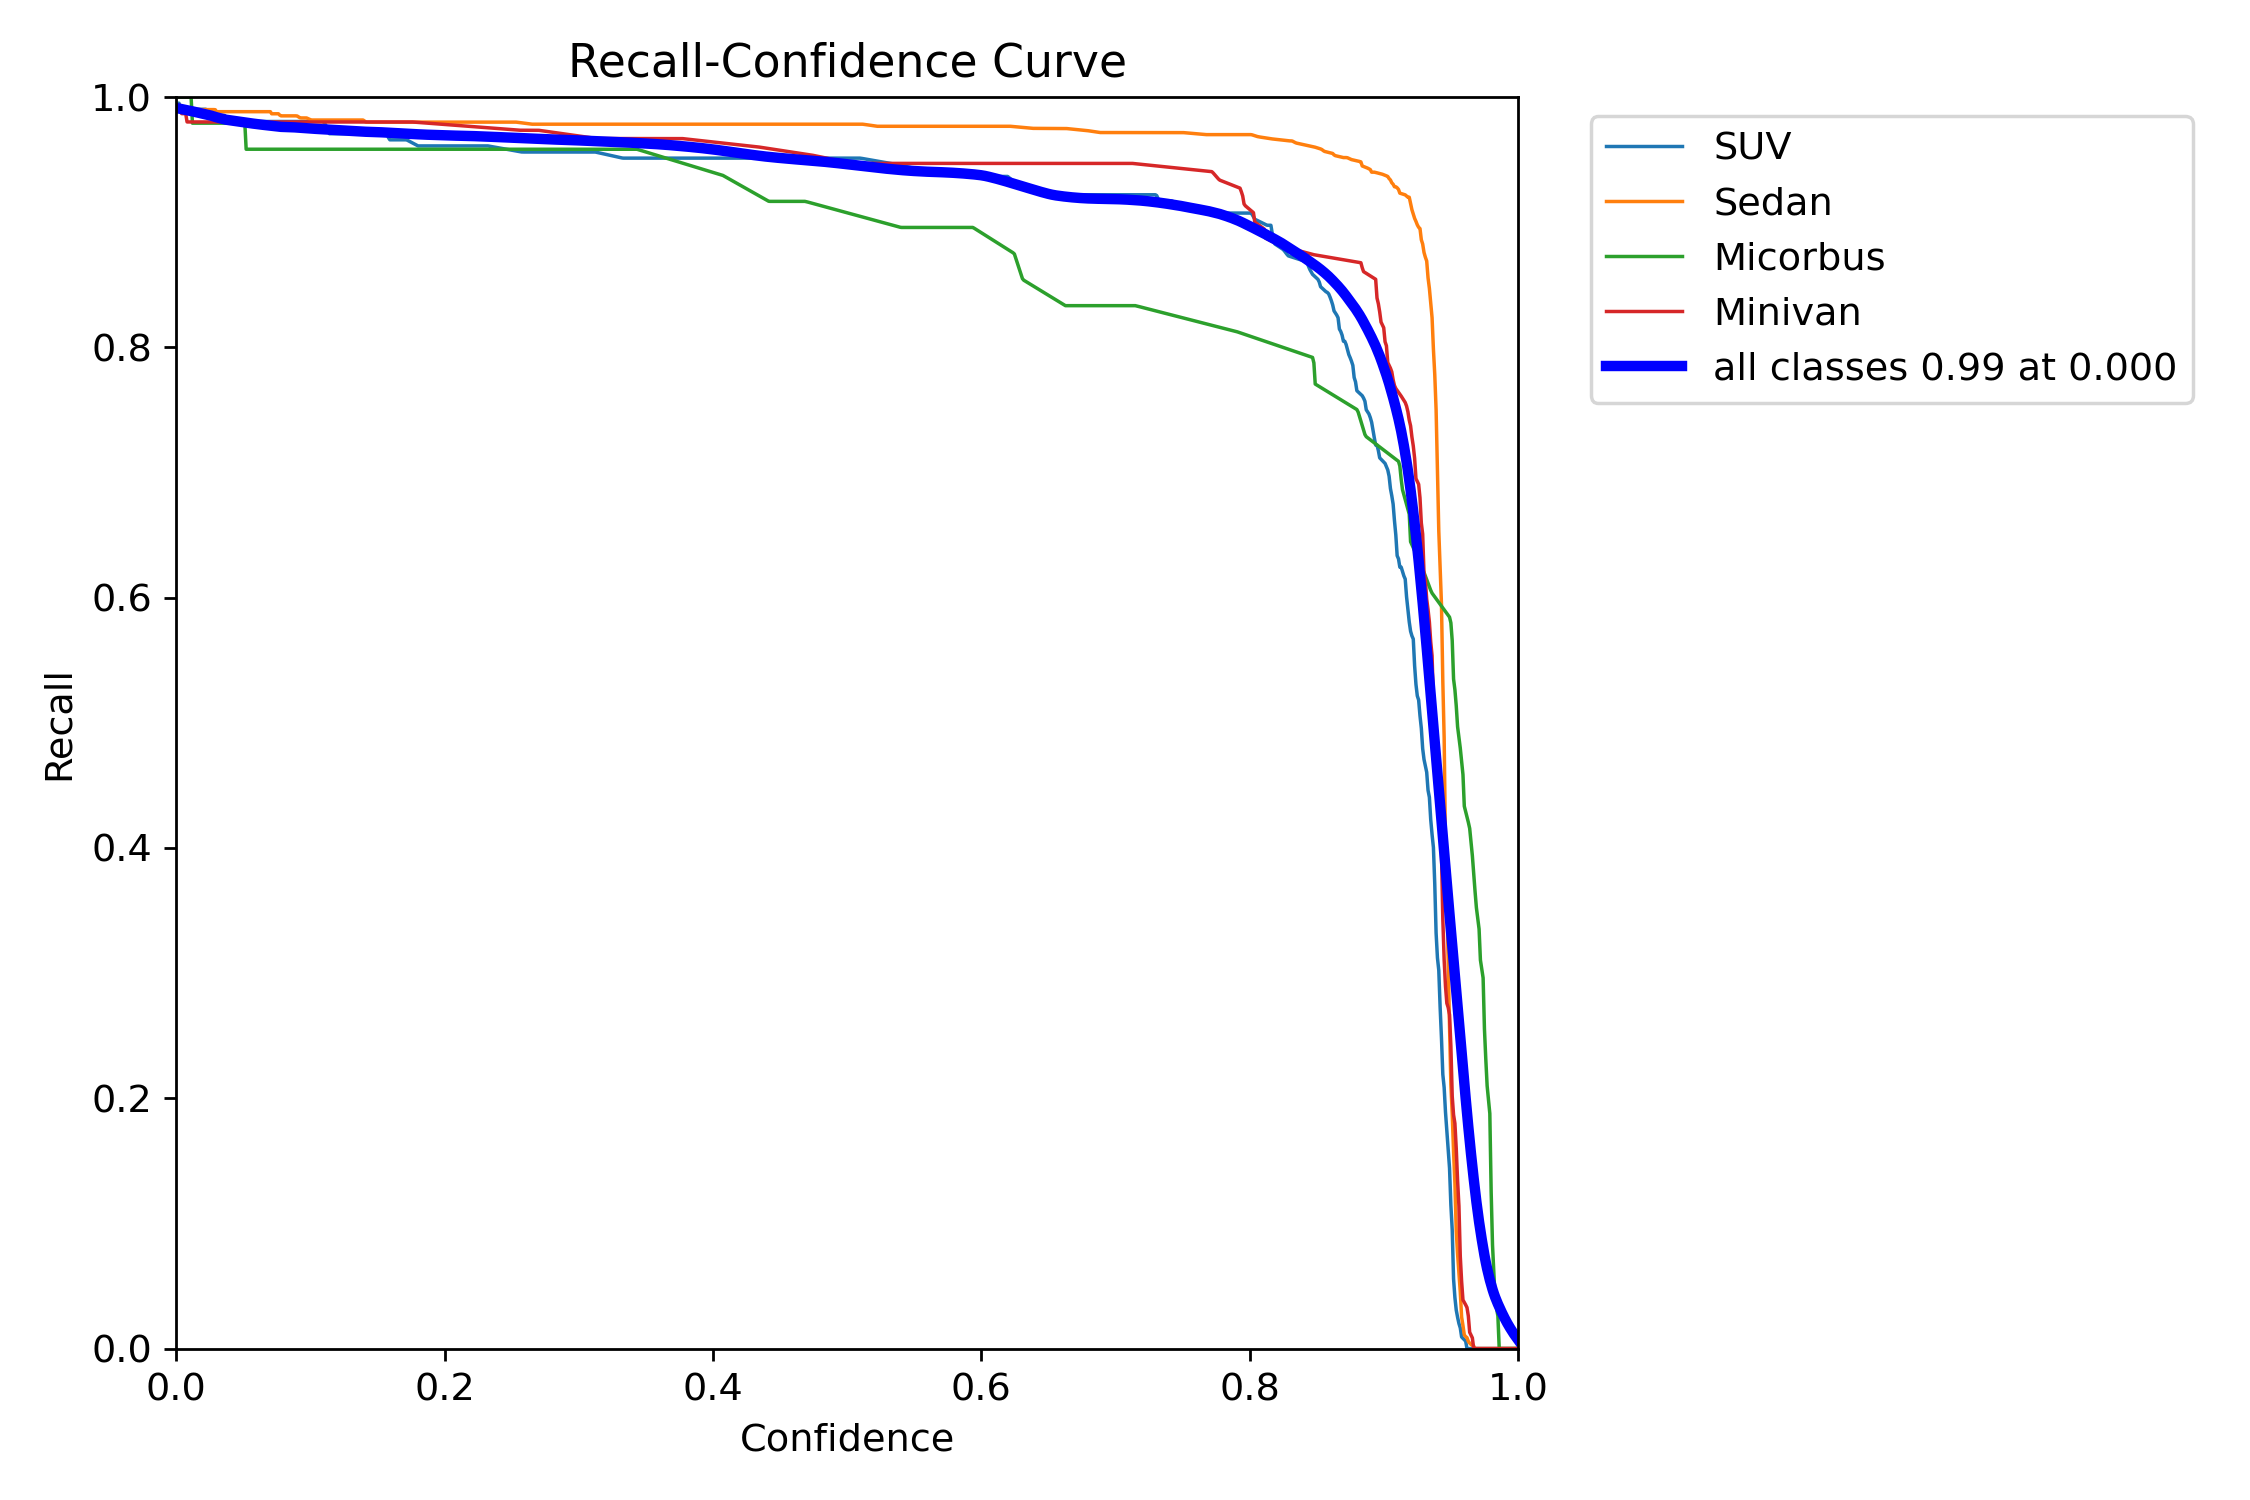 Recall-Confidence Curve
1.0
0.8
0.6
0.4
0.2
0.0
Recall
0.0 0.2 0.4 0.6 0.8 1.0
Confidence
SUV
Sedan
Micorbus
Minivan
all classes 0.99 at 0.000